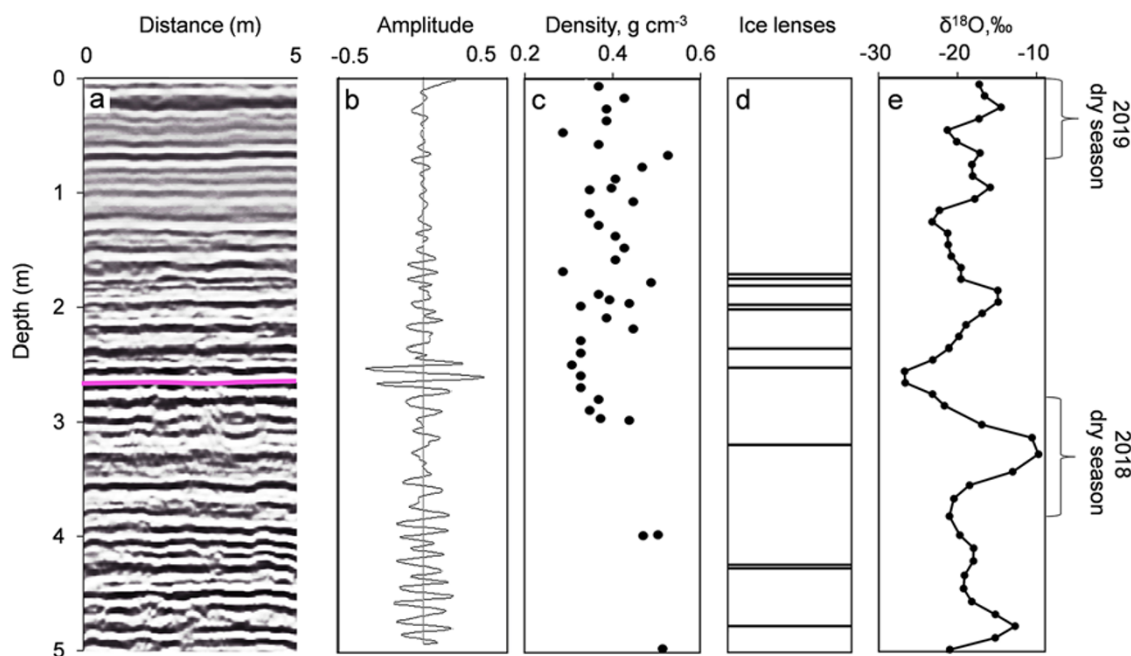 Distance (m) Amplitude Density, g cm-3 Ice lenses δ18O,‰
0 5 -0.5 0.5 0.2 0.4 0.6 -30 -20 -10
0
a b c d e
1
2
3
4
5
Depth (m)
2019
dry season
2018
dry season